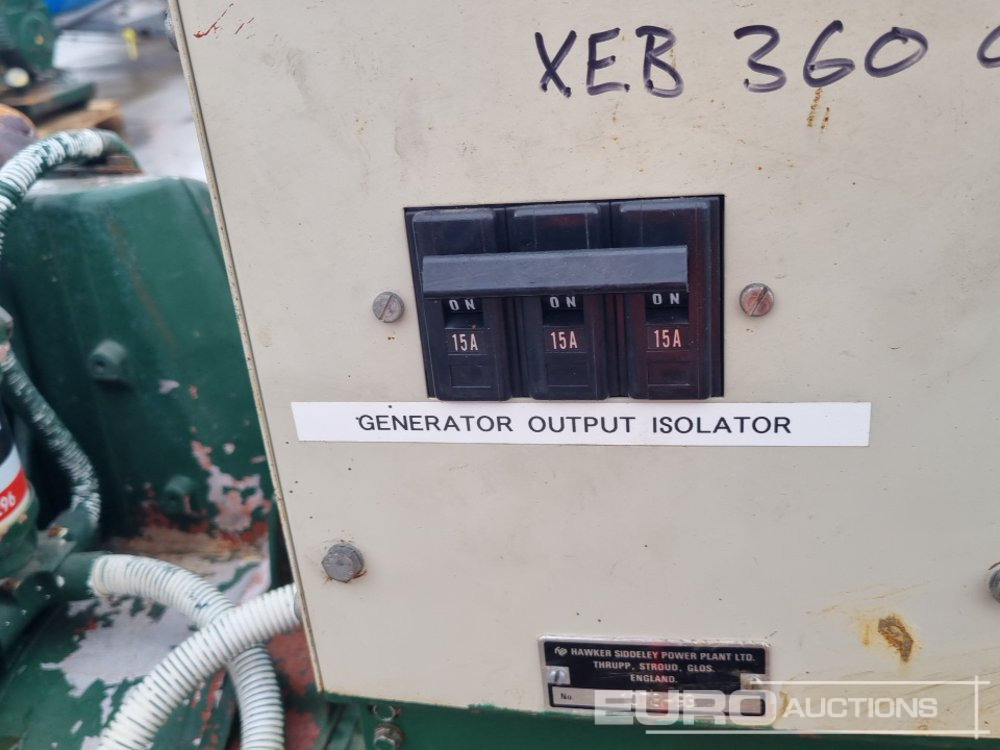 XEB 360
ON ON ON
15A 15A 15A
GENERATOR OUTPUT ISOLATOR
HAWKER SIDDELEY POWER PLANT LTD.
THRUPP, STROUD, GLOS.
ENGLAND.
No.
EURO AUCTIONS
96